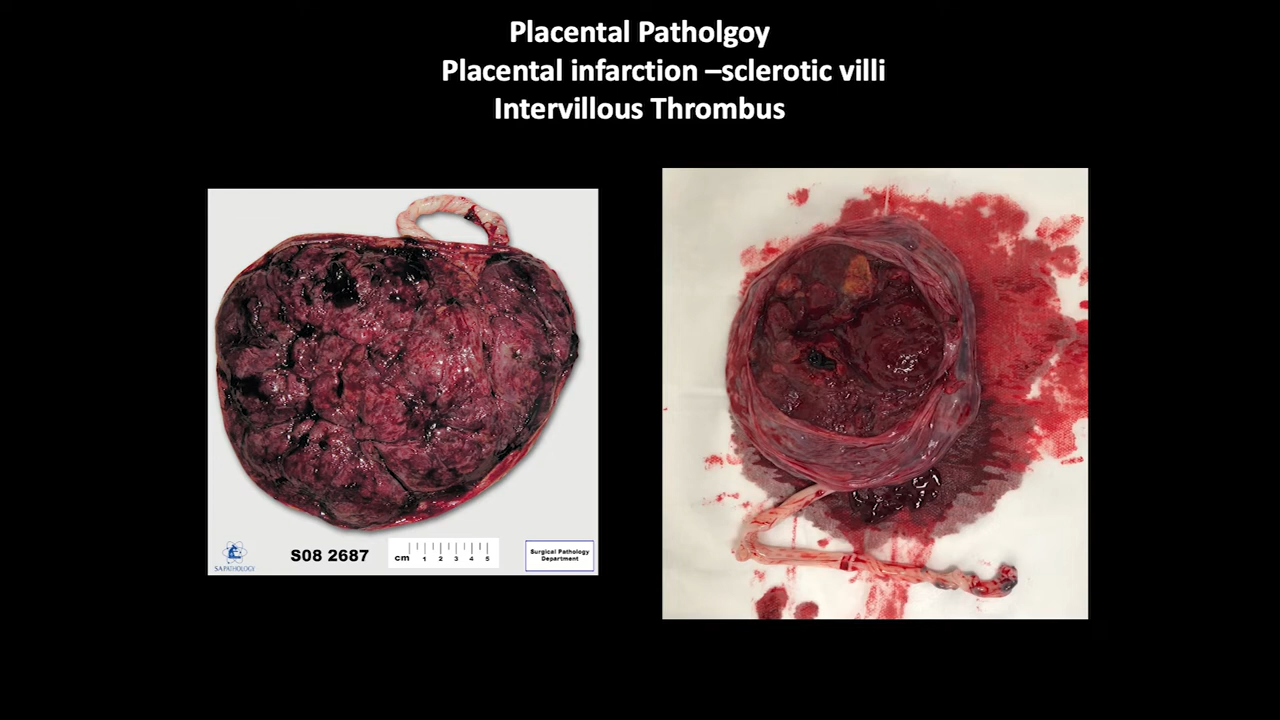 Placental Patholgoy
Placental infarction –sclerotic villi
Intervillous Thrombus
SA PATHOLOGY
S08 2687
cm 1 2 3 4 5
Surgical Pathology
Department